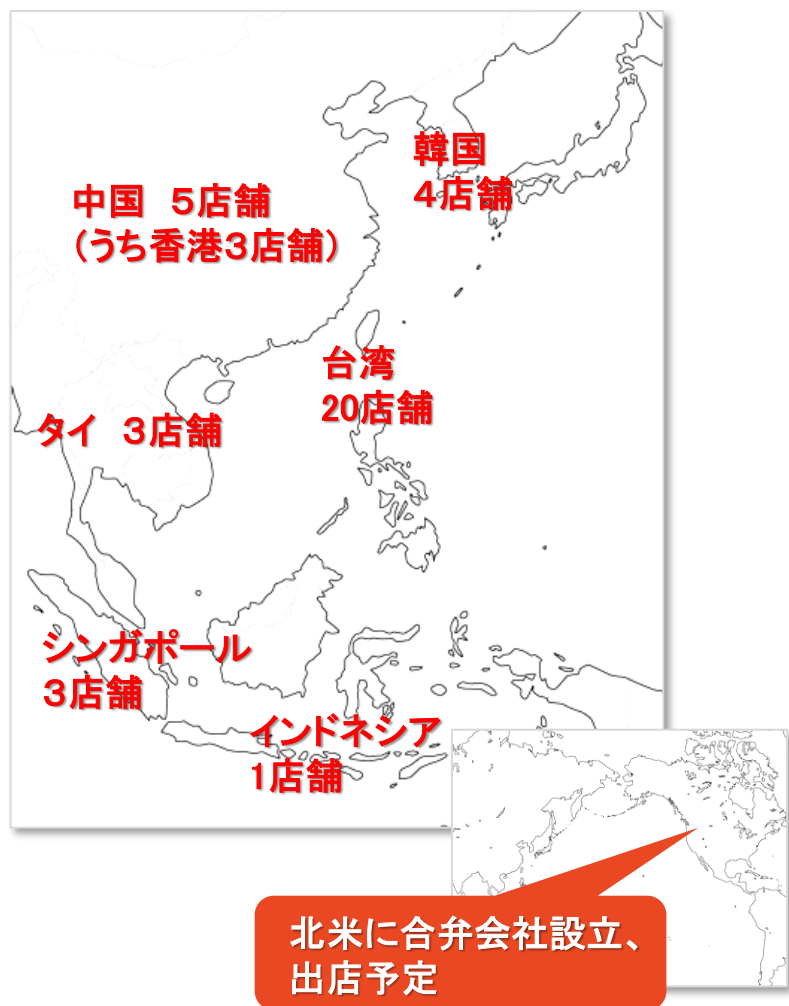 韓国
４店舗
中国　５店舗
（うち香港３店舗）
台湾
20店舗
タイ　３店舗
シンガポール
３店舗
インドネシア
1店舗
北米に合弁会社設立、
出店予定